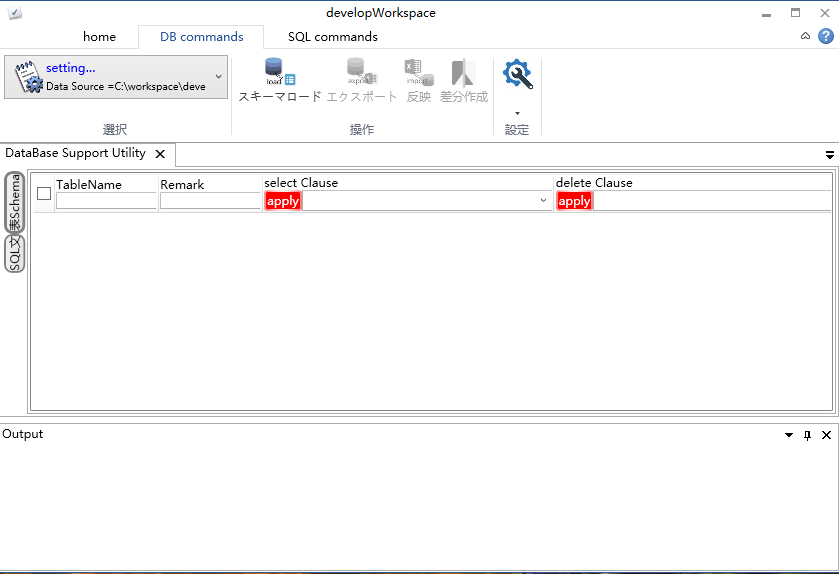 developWorkspace
home
DB commands
SQL commands
setting...
Data Source =C:\workspace\deve
選択
load
スキーマロード
export
エクスポート
反映
差分作成
操作
設定
DataBase Support Utility
表Schema
SQL文
TableName
Remark
select Clause
apply
delete Clause
apply
Output